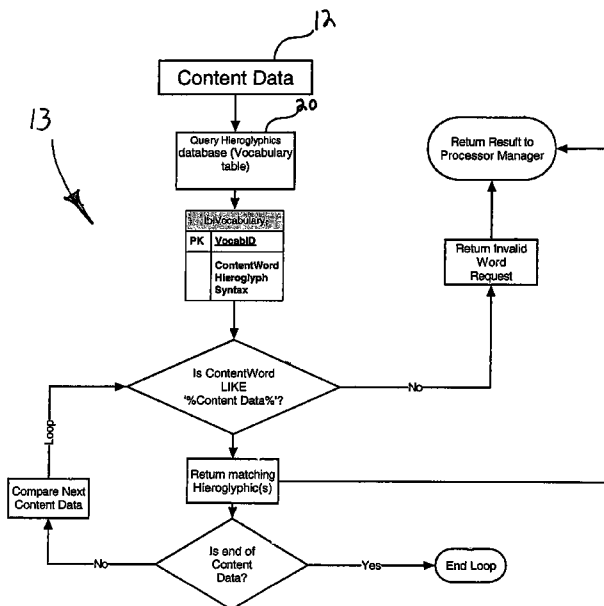 12
Content Data
20
13
Query Hieroglyphics
database (Vocabulary
table)
Return Result to
Processor Manager
tblVocabulary
PK VocabID
ContentWord
Hieroglyph
Syntax
Return Invalid
Word
Request
Is ContentWord
LIKE
'%Content Data%'?
No
Loop
Return matching
Hieroglyphic(s)
Compare Next
Content Data
Is end of
Content
Data?
No
Yes
End Loop